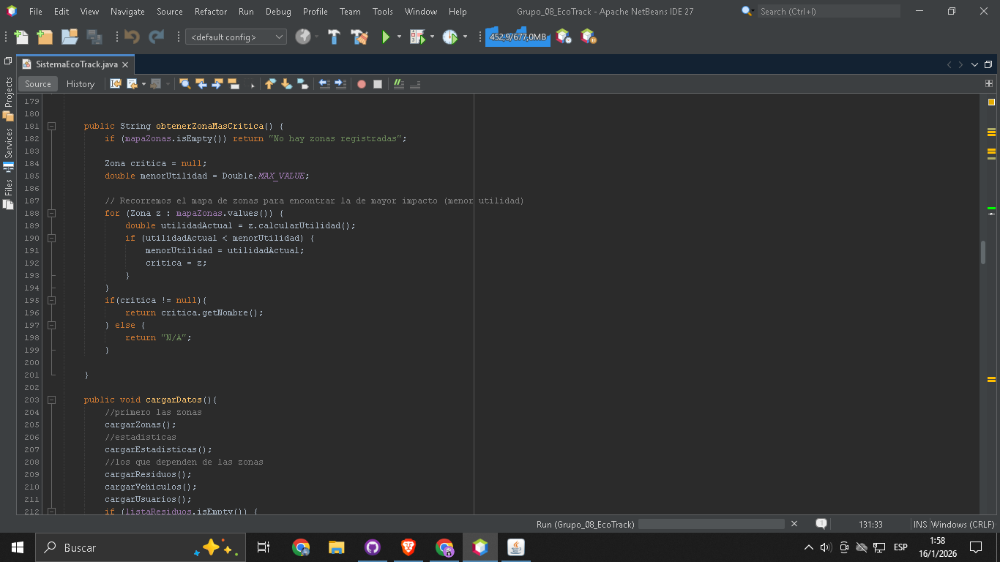 File Edit View Navigate Source Refactor Run Debug Profile Team Tools Window Help Grupo_08_EcoTrack - Apache NetBeans IDE 27 Search (Ctrl+I)
<default config> 452,9/677,0MB
SistemaEcoTrack.java
Source History
Projects
Services
Files
179
180
181 public String obtenerZonaMasCritica() {
182 if (mapaZonas.isEmpty()) return "No hay zonas registradas";
183
184 Zona critica = null;
185 double menorUtilidad = Double.MAX_VALUE;
186
187 // Recorremos el mapa de zonas para encontrar la de mayor impacto (menor utilidad)
188 for (Zona z : mapaZonas.values()) {
189 double utilidadActual = z.calcularUtilidad();
190 if (utilidadActual < menorUtilidad) {
191 menorUtilidad = utilidadActual;
192 critica = z;
193 }
194 }
195 if(critica != null){
196 return critica.getNombre();
197 } else {
198 return "N/A";
199 }
200
201 }
202
203 public void cargarDatos(){
204 //primero las zonas
205 cargarZonas();
206 //estadisticas
207 cargarEstadisticas();
208 //los que dependen de las zonas
209 cargarResiduos();
210 cargarVehiculos();
211 cargarUsuarios();
212 if (listaResiduos.isEmpty()) {
Run (Grupo_08_EcoTrack) 131:33 INS Windows (CRLF)
Buscar ESP 1:58
16/1/2026